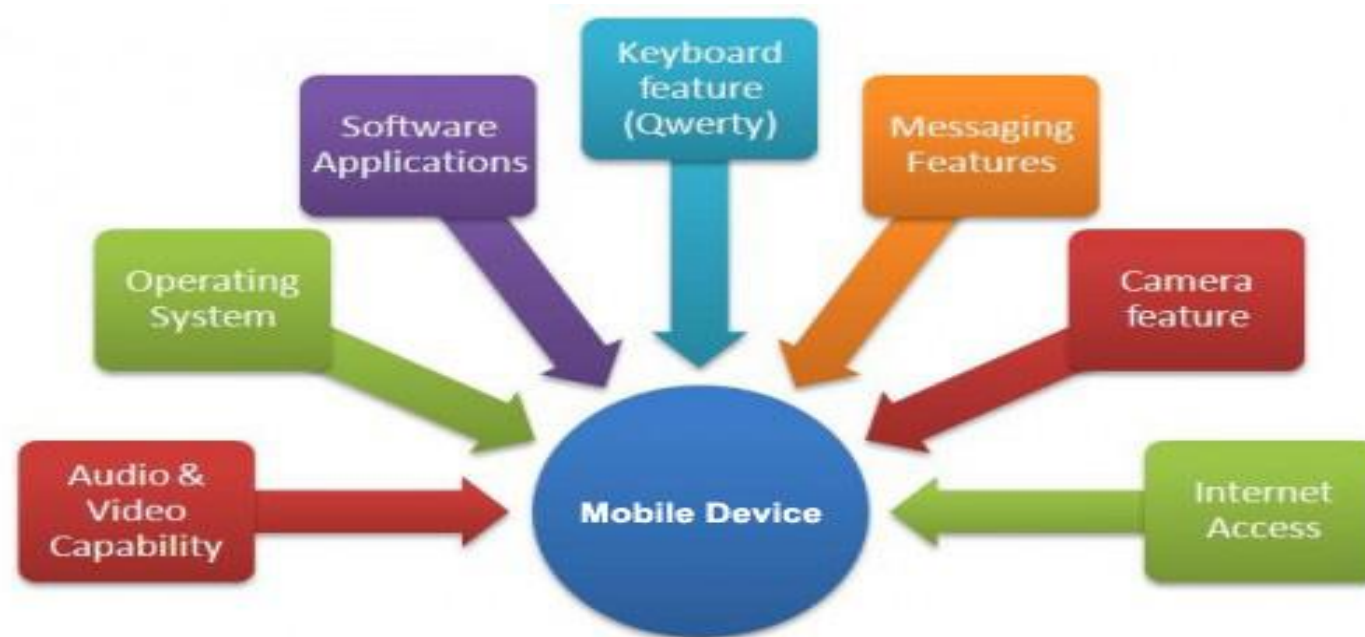 Keyboard
feature
(Qwerty)
Software
Applications
Messaging
Features
Operating
System
Camera
feature
Audio &
Video
Capability
Mobile Device
Internet
Access